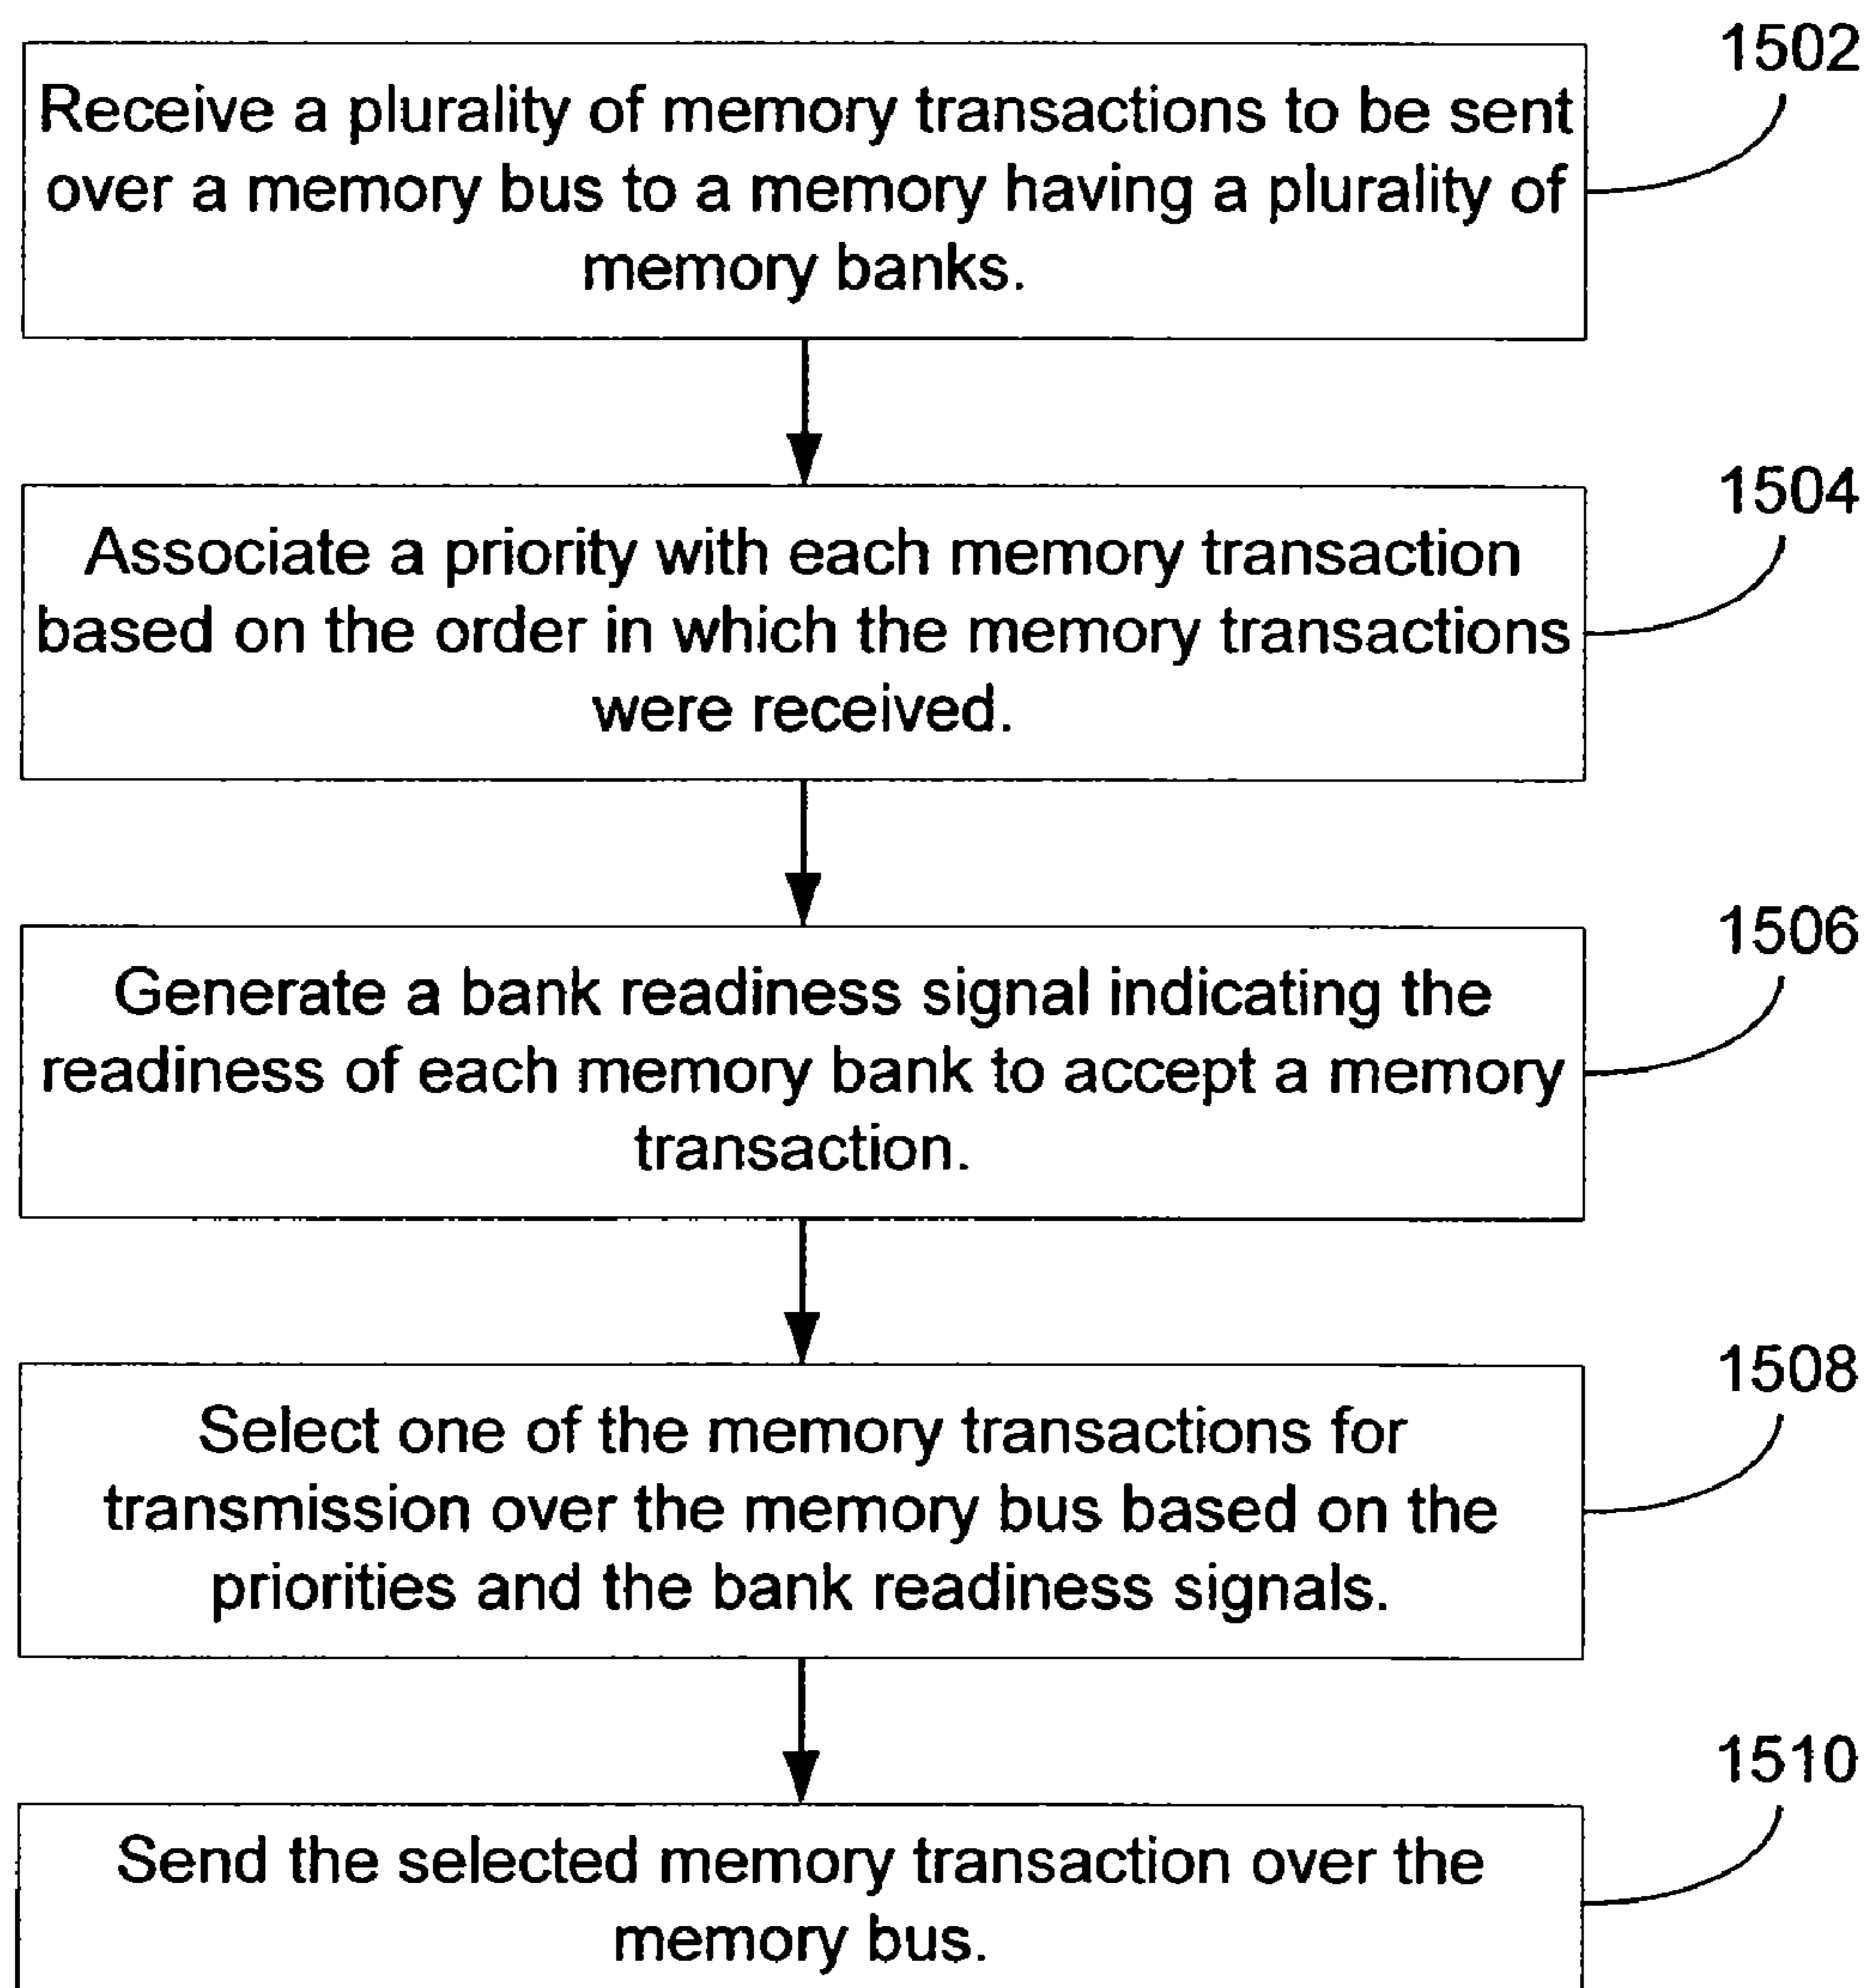 1502
Receive a plurality of memory transactions to be sent
over a memory bus to a memory having a plurality of
memory banks.
1504
Associate a priority with each memory transaction
based on the order in which the memory transactions
were received.
1506
Generate a bank readiness signal indicating the
readiness of each memory bank to accept a memory
transaction.
1508
Select one of the memory transactions for
transmission over the memory bus based on the
priorities and the bank readiness signals.
1510
Send the selected memory transaction over the
memory bus.